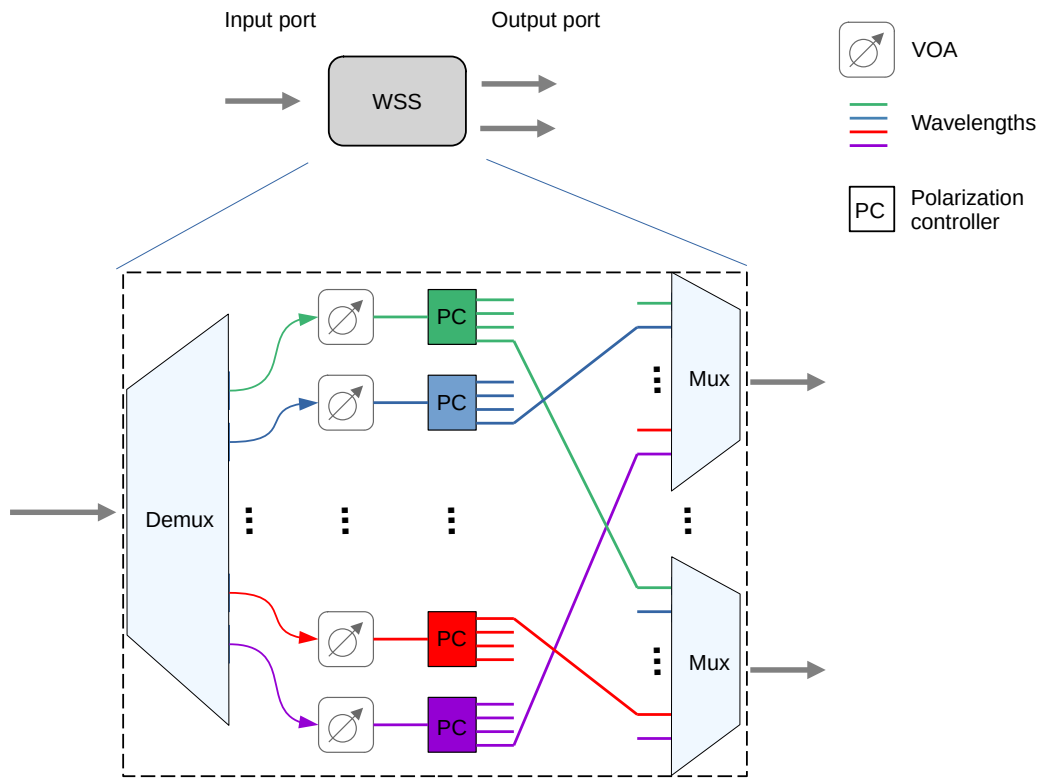 Input port
Output port
WSS
VOA
Wavelengths
PC
Polarization
controller
PC
PC
Mux
Demux
PC
PC
Mux